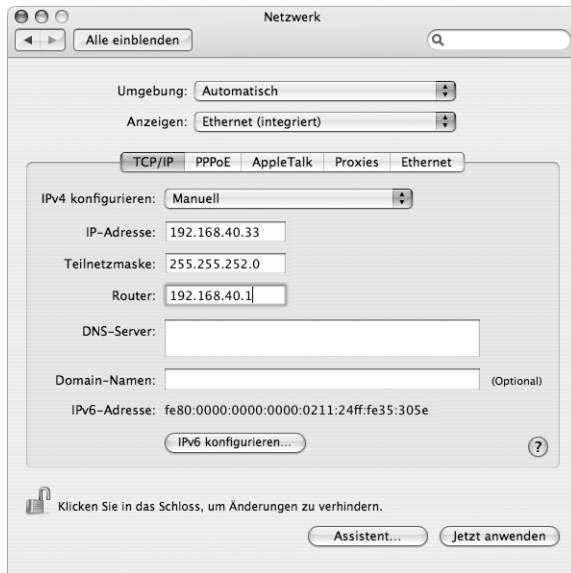 Netzwerk
Alle einblenden
Umgebung: Automatisch
Anzeigen: Ethernet (integriert)
TCP/IP PPPoE AppleTalk Proxies Ethernet
IPv4 konfigurieren: Manuell
IP-Adresse: 192.168.40.33
Teilnetzmaske: 255.255.252.0
Router: 192.168.40.1
DNS-Server:
Domain-Namen: (Optional)
IPv6-Adresse: fe80:0000:0000:0000:0211:24ff:fe35:305e
IPv6 konfigurieren... ?
Klicken Sie in das Schloss, um Änderungen zu verhindern.
Assistent... Jetzt anwenden